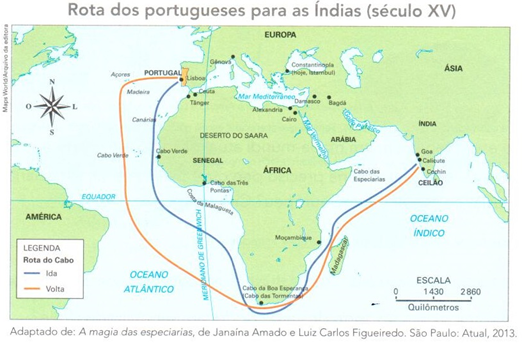 Rota dos portugueses para as Índias (século XV)
Mapa World/Arquivo da editora
EUROPA
ÁSIA
Gênova
Constantinopla
(hoje, Istambul)
PORTUGAL
Açores
Lisboa
Madeira
Ceuta
Tânger
Mar Mediterrâneo
Damasco
Bagdá
Alexandria
Cairo
Canárias
DESERTO DO SAARA
Mar Vermelho
Golfo Pérsico
ARÁBIA
ÍNDIA
Goa
Calicute
Cochin
CEILÃO
Cabo Verde
Cabo Verde
SENEGAL
ÁFRICA
Cabo das
Especiarias
Cabo das Três
Pontas
Costa da Malagueta
EQUADOR
AMÉRICA
MERIDIANO DE GREENWICH
OCEANO
ÍNDICO
Moçambique
Madagascar
LEGENDA
Rota do Cabo
Ida
Volta
OCEANO
ATLÂNTICO
Cabo da Boa Esperança
(Cabo das Tormentas)
ESCALA
0 1 430 2 860
Quilômetros
N
O
L
S
Adaptado de: A magia das especiarias, de Janaína Amado e Luiz Carlos Figueiredo. São Paulo: Atual, 2013.